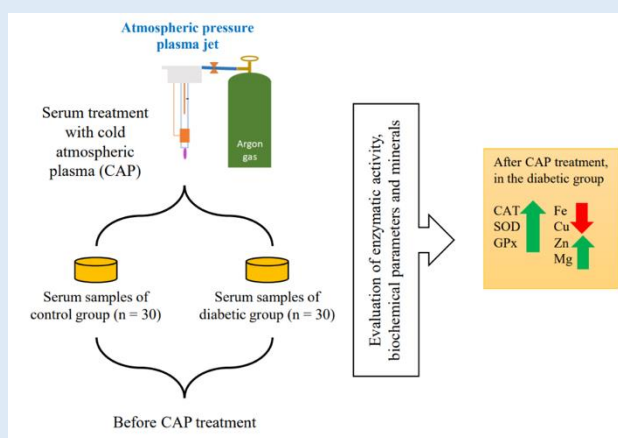 Atmospheric pressure
plasma jet
Serum treatment
with cold
atmospheric
plasma (CAP)
Argon
gas
Serum samples of
control group (n = 30)
Serum samples of
diabetic group (n = 30)
Before CAP treatment
Evaluation of enzymatic activity,
biochemical parameters and minerals
After CAP treatment,
in the diabetic group
CAT
SOD
GPx
Fe
Cu
Zn
Mg